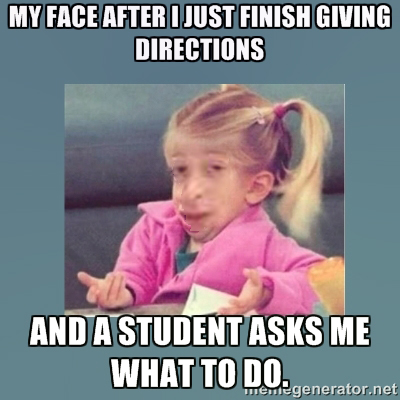 MY FACE AFTER I JUST FINISH GIVING
DIRECTIONS
AND A STUDENT ASKS ME
WHAT TO DO.
memegenerator.net